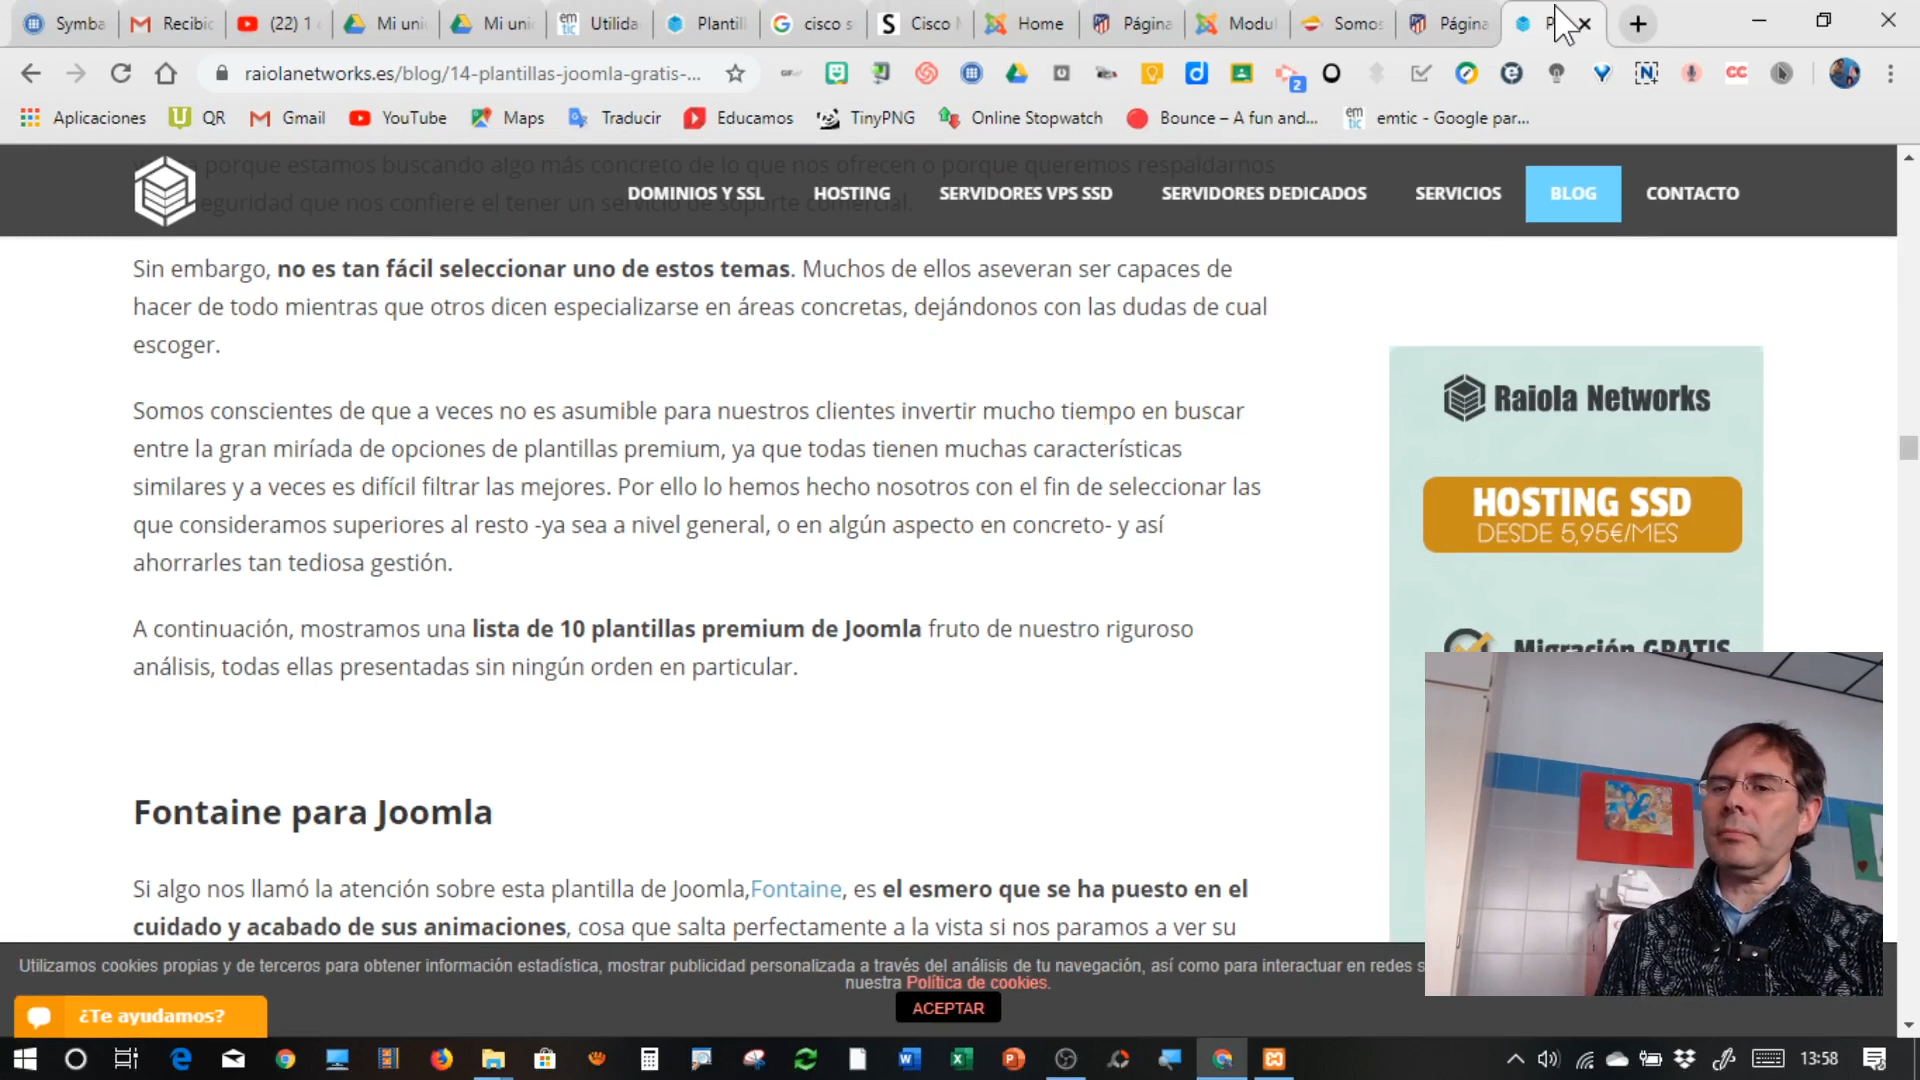 Symba
Recibic
(22) 1
Mi uni
Mi uni
Utilida
Plantil
cisco s
Cisco
Home
Página
Modul
Somos
Página
raiolanetworks.es/blog/14-plantillas-joomla-gratis-...
2
Aplicaciones
QR
Gmail
YouTube
Maps
Traducir
Educamos
TinyPNG
Online Stopwatch
Bounce – A fun and...
emtic - Google par...
porque estamos buscando algo más concreto de lo que nos ofrecen o porque queremos respaldarnos
DOMINIOS Y SSL
HOSTING
SERVIDORES VPS SSD
SERVIDORES DEDICADOS
SERVICIOS
BLOG
CONTACTO
eguridad que nos confiere el tener un servicio de soporte comercial.
Sin embargo, no es tan fácil seleccionar uno de estos temas. Muchos de ellos aseveran ser capaces de
hacer de todo mientras que otros dicen especializarse en áreas concretas, dejándonos con las dudas de cual
escoger.
Somos conscientes de que a veces no es asumible para nuestros clientes invertir mucho tiempo en buscar
entre la gran miríada de opciones de plantillas premium, ya que todas tienen muchas características
similares y a veces es difícil filtrar las mejores. Por ello lo hemos hecho nosotros con el fin de seleccionar las
que consideramos superiores al resto -ya sea a nivel general, o en algún aspecto en concreto- y así
ahorrarles tan tediosa gestión.
A continuación, mostramos una lista de 10 plantillas premium de Joomla fruto de nuestro riguroso
análisis, todas ellas presentadas sin ningún orden en particular.
Fontaine para Joomla
Si algo nos llamó la atención sobre esta plantilla de Joomla,Fontaine, es el esmero que se ha puesto en el
cuidado y acabado de sus animaciones, cosa que salta perfectamente a la vista si nos paramos a ver su
Raiola Networks
HOSTING SSD
DESDE 5,95€/MES
Migración GRATIS
Utilizamos cookies propias y de terceros para obtener información estadística, mostrar publicidad personalizada a través del análisis de tu navegación, así como para interactuar en redes s
nuestra Política de cookies.
ACEPTAR
¿Te ayudamos?
13:58